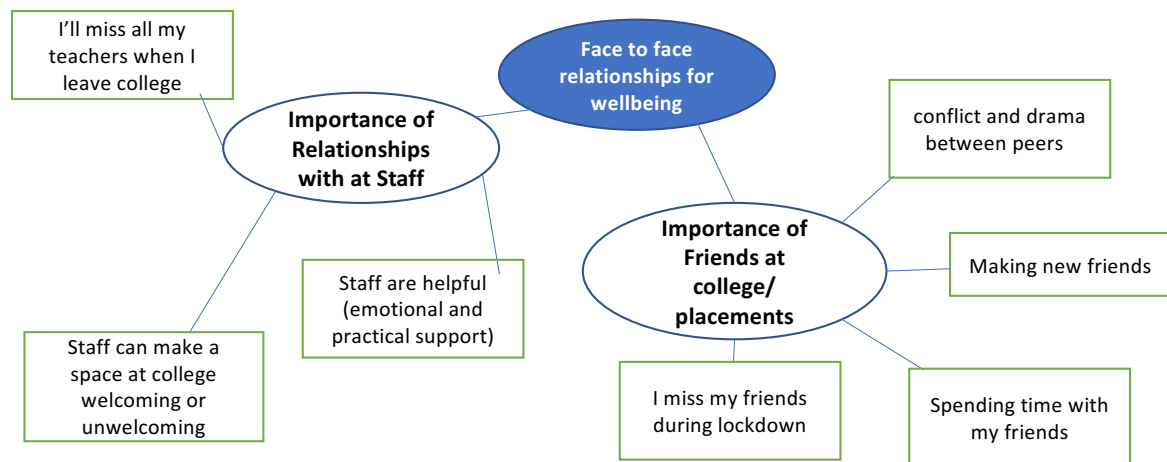 I’ll miss all my
teachers when I
leave college
Face to face
relationships for
wellbeing
Importance of
Relationships
with at Staff
conflict and drama
between peers
Importance of
Friends at
college/
placements
Making new friends
Staff are helpful
(emotional and
practical support)
Staff can make a
space at college
welcoming or
unwelcoming
I miss my friends
during lockdown
Spending time with
my friends